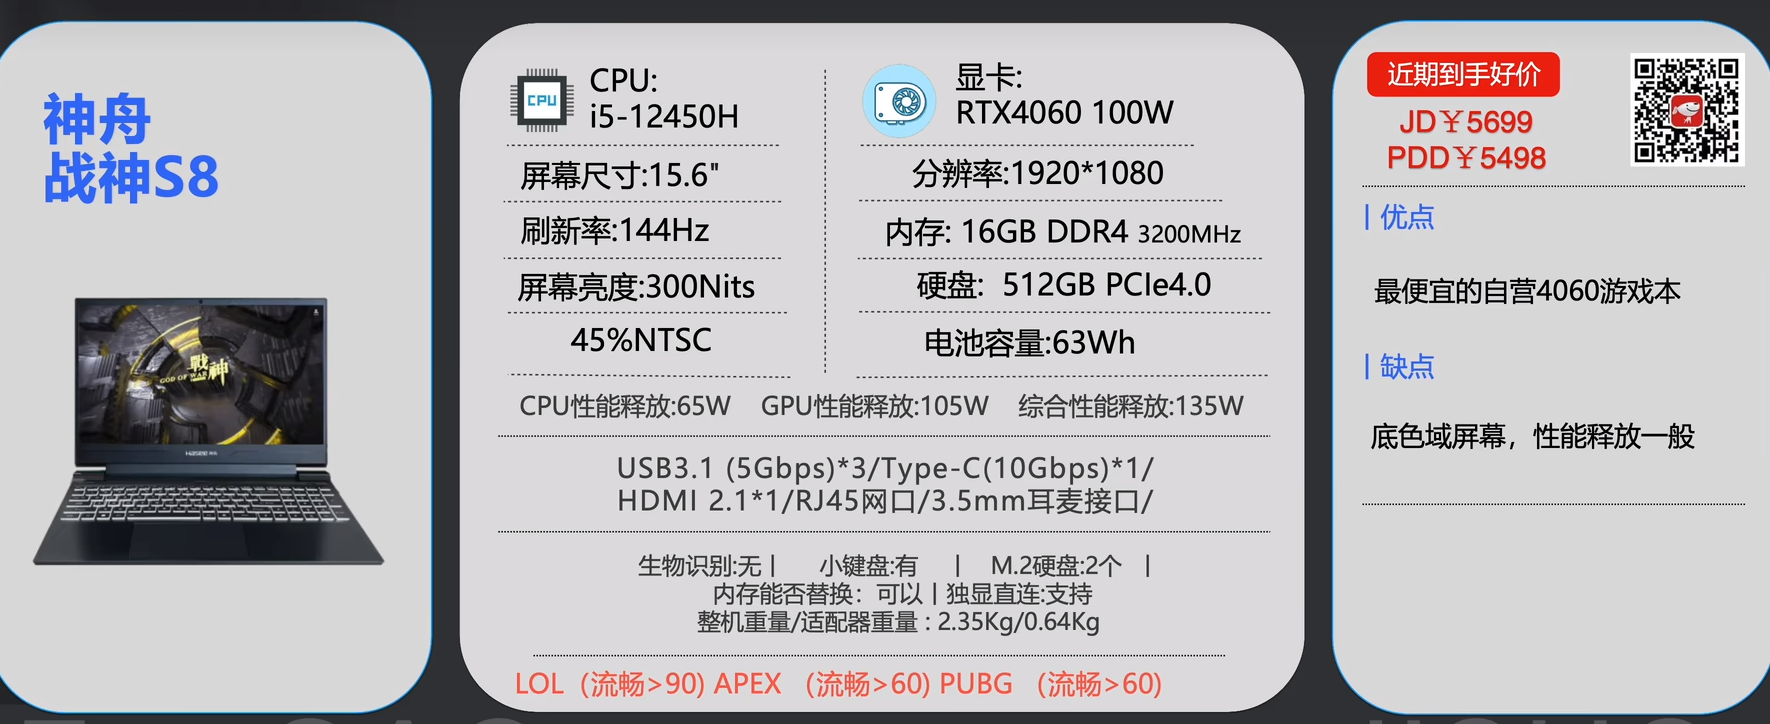 神舟
战神S8
戰神
GOD OF WAR
HASEE 神舟
CPU:
i5-12450H
CPU
显卡:
RTX4060 100W
屏幕尺寸:15.6"
分辨率:1920*1080
刷新率:144Hz
内存: 16GB DDR4 3200MHz
屏幕亮度:300Nits
硬盘: 512GB PCIe4.0
45%NTSC
电池容量:63Wh
CPU性能释放:65W GPU性能释放:105W 综合性能释放:135W
USB3.1 (5Gbps)*3/Type-C(10Gbps)*1/
HDMI 2.1*1/RJ45网口/3.5mm耳麦接口/
生物识别:无 | 小键盘:有 | M.2硬盘:2个 |
内存能否替换: 可以 | 独显直连:支持
整机重量/适配器重量 : 2.35Kg/0.64Kg
LOL (流畅>90) APEX (流畅>60) PUBG (流畅>60)
近期到手好价
JD￥5699
PDD￥5498
| 优点
最便宜的自营4060游戏本
| 缺点
底色域屏幕，性能释放一般